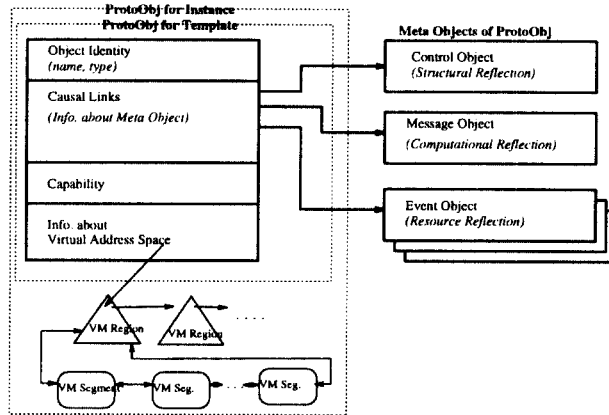 ProtoObj for Instance
ProtoObj for Template
Object Identity
(name, type)
Causal Links
(Info. about Meta Object)
Capability
Info. about
Virtual Address Space
Meta Objects of ProtoObj
Control Object
(Structural Reflection)
Message Object
(Computational Reflection)
Event Object
(Resource Reflection)
VM Region
VM Region
. . . .
VM Segment
VM Seg.
. . .
VM Seg.